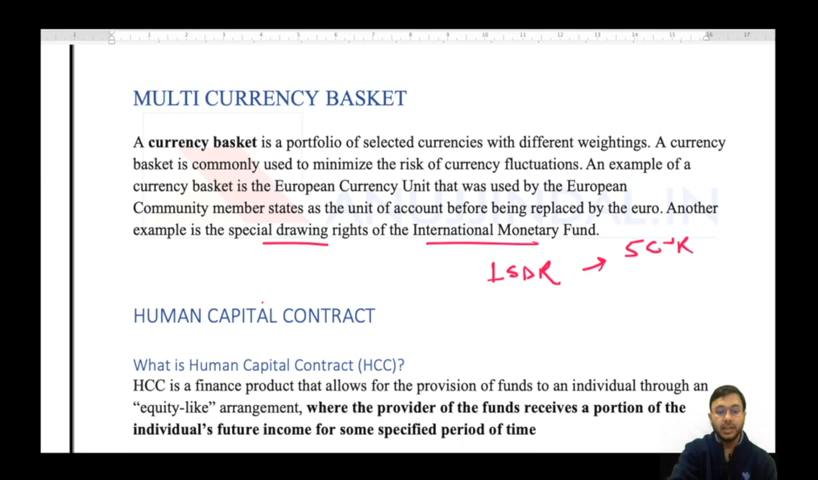 MULTI CURRENCY BASKET
A currency basket is a portfolio of selected currencies with different weightings. A currency
basket is commonly used to minimize the risk of currency fluctuations. An example of a
currency basket is the European Currency Unit that was used by the European
Community member states as the unit of account before being replaced by the euro. Another
example is the special drawing rights of the International Monetary Fund.
1SDR →
HUMAN CAPITAL CONTRACT
What is Human Capital Contract (HCC)?
HCC is a finance product that allows for the provision of funds to an individual through an
“equity-like” arrangement, where the provider of the funds receives a portion of the
individual’s future income for some specified period of time